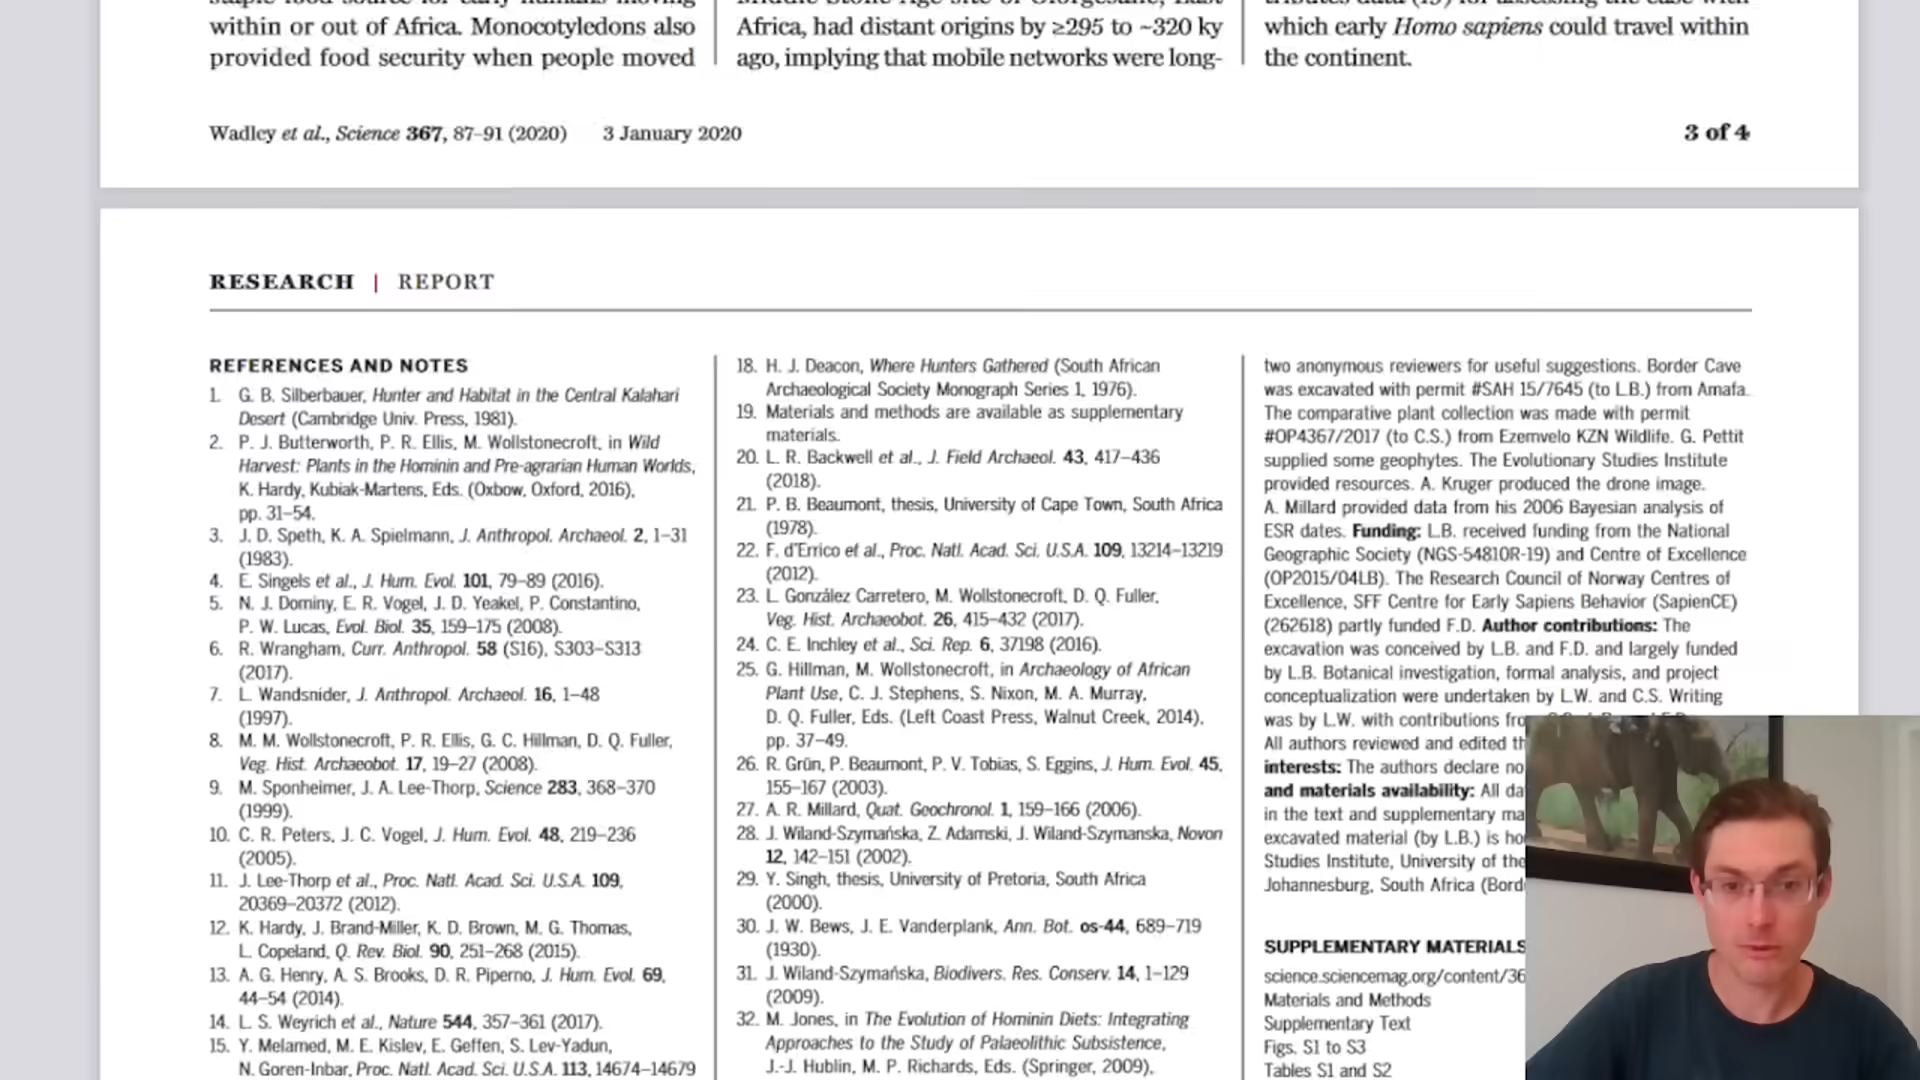 within or out of Africa. Monocotyledons also
provided food security when people moved
Africa, had distant origins by ≥295 to ~320 ky
ago, implying that mobile networks were long-
which early Homo sapiens could travel within
the continent.
Wadley et al., Science 367, 87–91 (2020) 3 January 2020
3 of 4
RESEARCH | REPORT
REFERENCES AND NOTES
1. G. B. Silberbauer, Hunter and Habitat in the Central Kalahari
Desert (Cambridge Univ. Press, 1981).
2. P. J. Butterworth, P. R. Ellis, M. Wollstonecroft, in Wild
Harvest: Plants in the Hominin and Pre-agrarian Human Worlds,
K. Hardy, Kubiak-Martens, Eds. (Oxbow, Oxford, 2016),
pp. 31–54.
3. J. D. Speth, K. A. Spielmann, J. Anthropol. Archaeol. 2, 1–31
(1983).
4. E. Singels et al., J. Hum. Evol. 101, 79–89 (2016).
5. N. J. Dominy, E. R. Vogel, J. D. Yeakel, P. Constantino,
P. W. Lucas, Evol. Biol. 35, 159–175 (2008).
6. R. Wrangham, Curr. Anthropol. 58 (S16), S303–S313
(2017).
7. L. Wandsnider, J. Anthropol. Archaeol. 16, 1–48
(1997).
8. M. M. Wollstonecroft, P. R. Ellis, G. C. Hillman, D. Q. Fuller,
Veg. Hist. Archaeobot. 17, 19–27 (2008).
9. M. Sponheimer, J. A. Lee-Thorp, Science 283, 368–370
(1999).
10. C. R. Peters, J. C. Vogel, J. Hum. Evol. 48, 219–236
(2005).
11. J. Lee-Thorp et al., Proc. Natl. Acad. Sci. U.S.A. 109,
20369–20372 (2012).
12. K. Hardy, J. Brand-Miller, K. D. Brown, M. G. Thomas,
L. Copeland, Q. Rev. Biol. 90, 251–268 (2015).
13. A. G. Henry, A. S. Brooks, D. R. Piperno, J. Hum. Evol. 69,
44–54 (2014).
14. L. S. Weyrich et al., Nature 544, 357–361 (2017).
15. Y. Melamed, M. E. Kislev, E. Geffen, S. Lev-Yadun,
N. Goren-Inbar, Proc. Natl. Acad. Sci. U.S.A. 113, 14674–14679
18. H. J. Deacon, Where Hunters Gathered (South African
Archaeological Society Monograph Series 1, 1976).
19. Materials and methods are available as supplementary
materials.
20. L. R. Backwell et al., J. Field Archaeol. 43, 417–436
(2018).
21. P. B. Beaumont, thesis, University of Cape Town, South Africa
(1978).
22. F. d'Errico et al., Proc. Natl. Acad. Sci. U.S.A. 109, 13214–13219
(2012).
23. L. González Carretero, M. Wollstonecroft, D. Q. Fuller,
Veg. Hist. Archaeobot. 26, 415–432 (2017).
24. C. E. Inchley et al., Sci. Rep. 6, 37198 (2016).
25. G. Hillman, M. Wollstonecroft, in Archaeology of African
Plant Use, C. J. Stephens, S. Nixon, M. A. Murray,
D. Q. Fuller, Eds. (Left Coast Press, Walnut Creek, 2014),
pp. 37–49.
26. R. Grün, P. Beaumont, P. V. Tobias, S. Eggins, J. Hum. Evol. 45,
155–167 (2003).
27. A. R. Millard, Quat. Geochronol. 1, 159–166 (2006).
28. J. Wiland-Szymańska, Z. Adamski, J. Wiland-Szymanska, Novon
12, 142–151 (2002).
29. Y. Singh, thesis, University of Pretoria, South Africa
(2000).
30. J. W. Bews, J. E. Vanderplank, Ann. Bot. os-44, 689–719
(1930).
31. J. Wiland-Szymańska, Biodivers. Res. Conserv. 14, 1–129
(2009).
32. M. Jones, in The Evolution of Hominin Diets: Integrating
Approaches to the Study of Palaeolithic Subsistence,
J.-J. Hublin, M. P. Richards, Eds. (Springer, 2009),
two anonymous reviewers for useful suggestions. Border Cave
was excavated with permit #SAH 15/7645 (to L.B.) from Amafa.
The comparative plant collection was made with permit
#OP4367/2017 (to C.S.) from Ezemvelo KZN Wildlife. G. Pettit
supplied some geophytes. The Evolutionary Studies Institute
provided resources. A. Kruger produced the drone image.
A. Millard provided data from his 2006 Bayesian analysis of
ESR dates. Funding: L.B. received funding from the National
Geographic Society (NGS-54810R-19) and Centre of Excellence
(OP2015/04LB). The Research Council of Norway Centres of
Excellence, SFF Centre for Early Sapiens Behavior (SapienCE)
(262618) partly funded F.D. Author contributions: The
excavation was conceived by L.B. and F.D. and largely funded
by L.B. Botanical investigation, formal analysis, and project
conceptualization were undertaken by L.W. and C.S. Writing
was by L.W. with contributions
All authors reviewed and edited
interests: The authors declare no
and materials availability: All
in the text and supplementary
excavated material (by L.B.) is
Studies Institute, University of the
Johannesburg, South Africa
SUPPLEMENTARY MATERIALS
science.sciencemag.org/content/36
Materials and Methods
Supplementary Text
Figs. S1 to S3
Tables S1 and S2